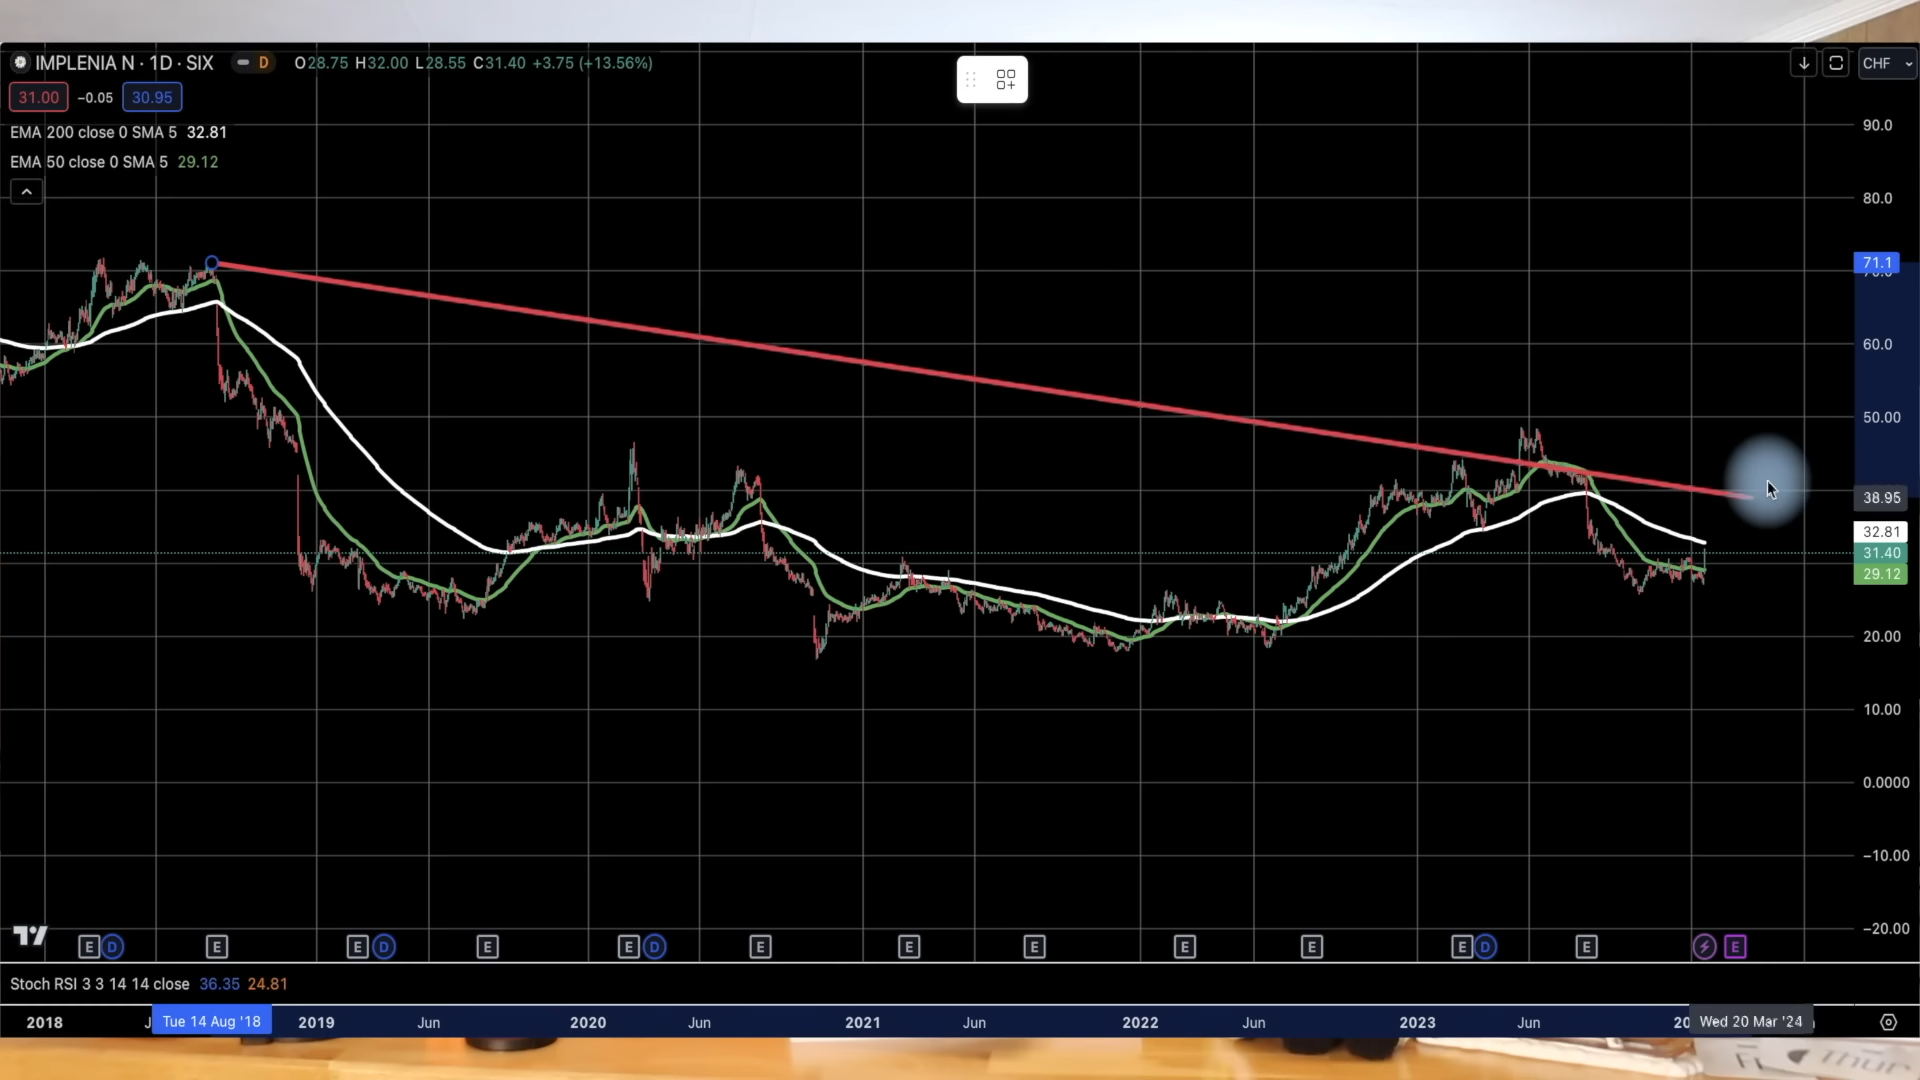 IMPLENIA N · 1D · SIX D O28.75 H32.00 L28.55 C31.40 +3.75 (+13.56%) CHF
31.00 −0.05 30.95
EMA 200 close 0 SMA 5 32.81
EMA 50 close 0 SMA 5 29.12
90.0
80.0
71.1
60.0
50.00
38.95
32.81
31.40
29.12
20.00
10.00
0.0000
−10.00
−20.00
E D E E D E E D E E E E E E D E E
Stoch RSI 3 3 14 14 close 36.35 24.81
2018 Tue 14 Aug '18 2019 Jun 2020 Jun 2021 Jun 2022 Jun 2023 Jun Wed 20 Mar '24